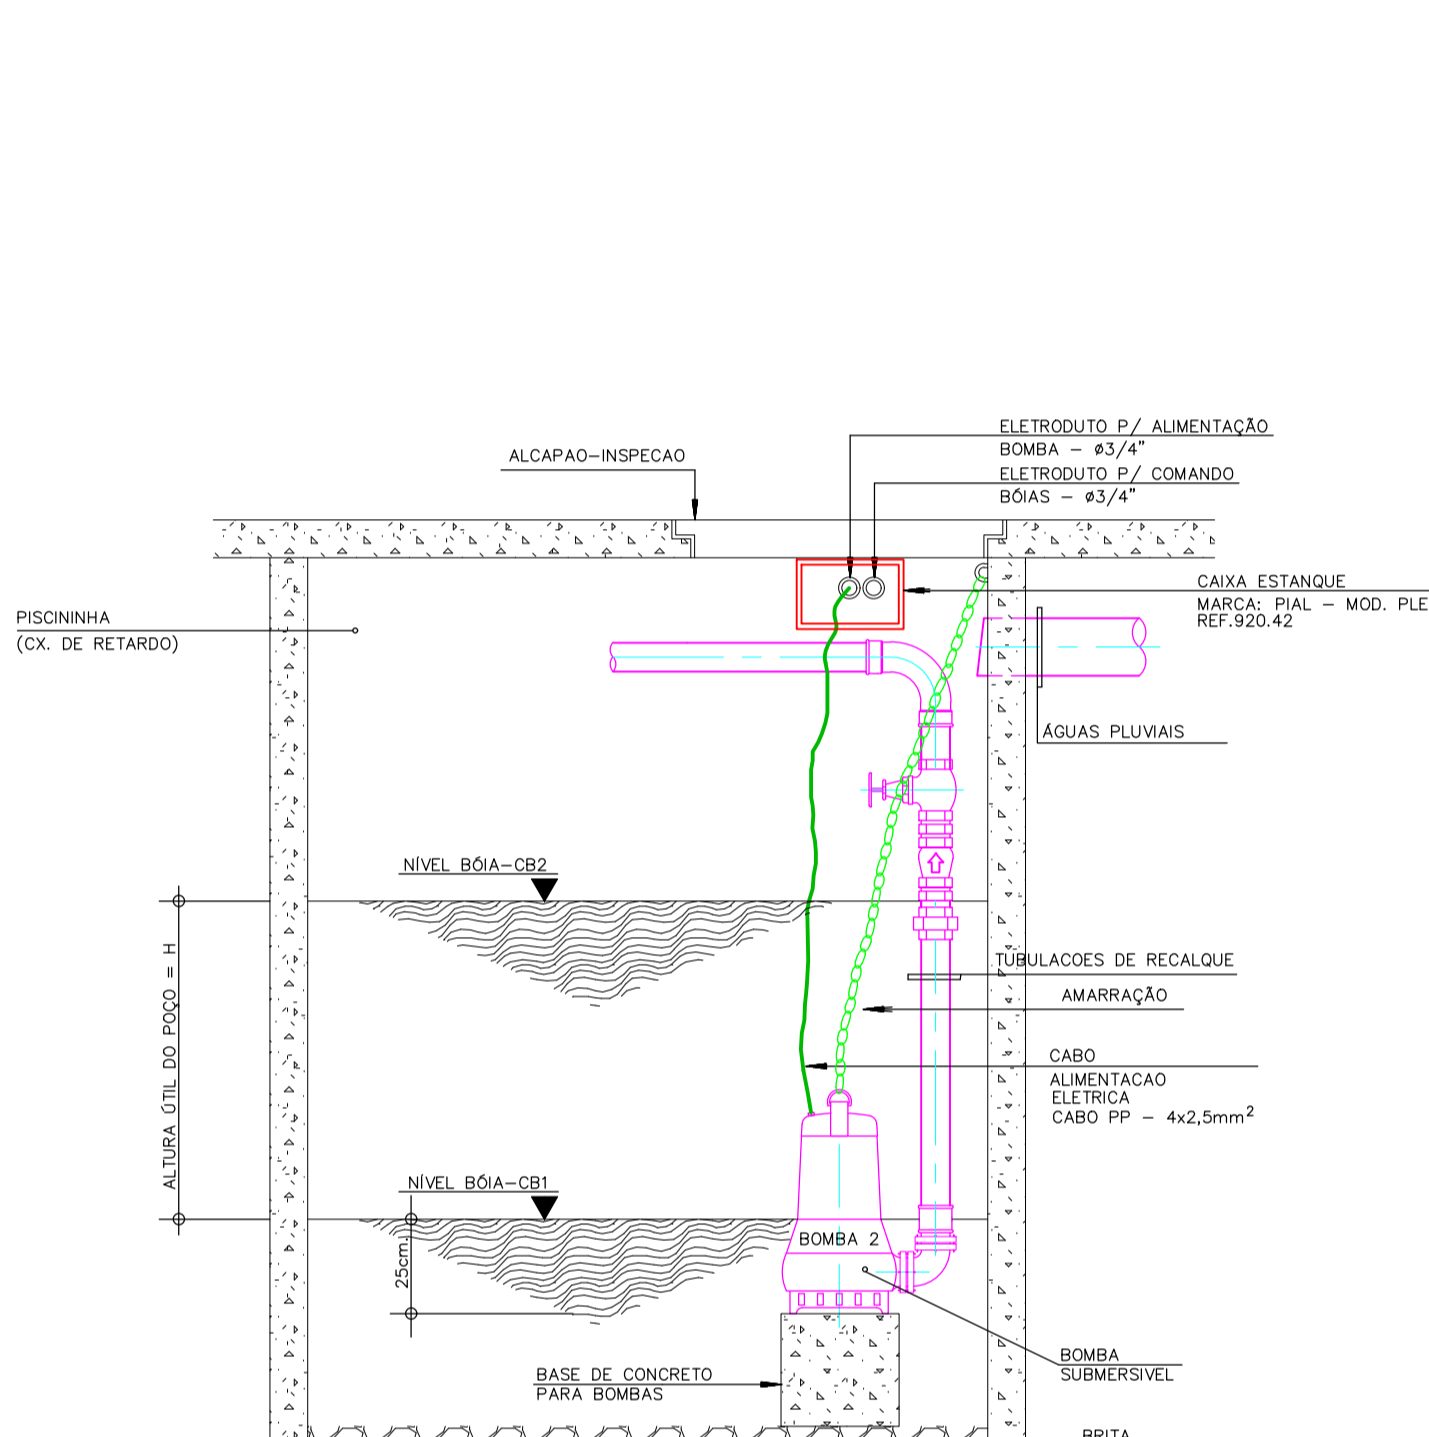 ELETRODUTO P/ ALIMENTAÇÃO
BOMBA – ø3/4”
ALCAPAO–INSPECAO
ELETRODUTO P/ COMANDO
BÓIAS – ø3/4”
CAIXA ESTANQUE
MARCA: PIAL – MOD. PLE
REF.920.42
PISCININHA
(CX. DE RETARDO)
ÁGUAS PLUVIAIS
NÍVEL BÓIA–CB2
ALTURA ÚTIL DO POÇO = H
TUBULACOES DE RECALQUE
AMARRAÇÃO
CABO
ALIMENTACAO
ELETRICA
CABO PP – 4x2,5mm²
NÍVEL BÓIA–CB1
25cm.
BOMBA 2
BOMBA
SUBMERSIVEL
BASE DE CONCRETO
PARA BOMBAS
BRITA